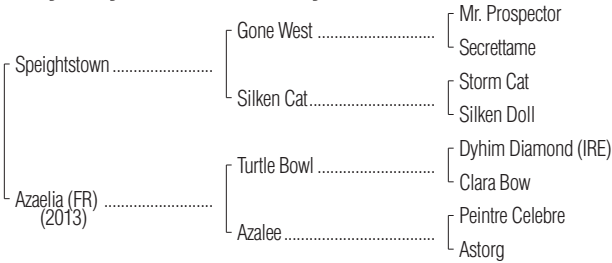 Mr. Prospector
Gone West
Secrettame
Speightstown
Storm Cat
Silken Cat
Silken Doll
Dyhim Diamond (IRE)
Turtle Bowl
Clara Bow
Azaelia (FR)
(2013)
Peintre Celebre
Azalee
Astorg